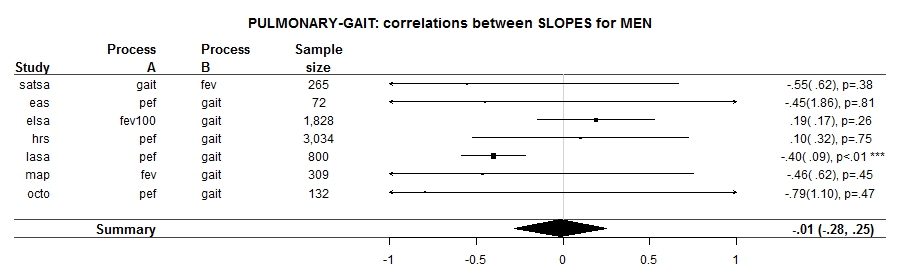 PULMONARY-GAIT: correlations between SLOPES for MEN
Process Process Sample
Study A B size
satsa gait fev 265 -.55( .62), p=.38
eas pef gait 72 -.45(1.86), p=.81
elsa fev100 gait 1,828 .19( .17), p=.26
hrs pef gait 3,034 .10( .32), p=.75
lasa pef gait 800 -.40( .09), p<.01 ***
map fev gait 309 -.46( .62), p=.45
octo pef gait 132 -.79(1.10), p=.47
Summary -.01 (-.28, .25)
-1 -0.5 0 0.5 1